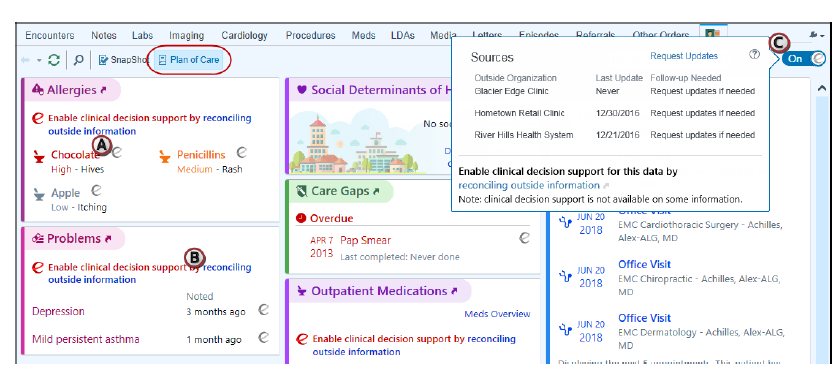 Encounters Notes Labs Imaging Cardiology Procedures Meds LDAs Media Letters Episodes Referrals Other Orders
SnapShot Plan of Care
C
On
Sources Request Updates ?
Outside Organization Last Update Follow-up Needed
Glacier Edge Clinic Never Request updates if needed
Hometown Retail Clinic 12/30/2016 Request updates if needed
River Hills Health System 12/21/2016 Request updates if needed
Enable clinical decision support for this data by
reconciling outside information
Note: clinical decision support is not available on some information.
Allergies
Enable clinical decision support by reconciling
outside information
A
Chocolate
High - Hives
Penicillins
Medium - Rash
Apple
Low - Itching
Problems
B
Enable clinical decision support by reconciling
outside information
Noted
Depression 3 months ago
Mild persistent asthma 1 month ago
Social Determinants of H
No so
Care Gaps
Overdue
APR 7 Pap Smear
2013 Last completed: Never done
Outpatient Medications
Meds Overview
Enable clinical decision support by reconciling
outside information
JUN 20 Office Visit
2018 EMC Cardiothoracic Surgery - Achilles,
Alex-ALG, MD
JUN 20 Office Visit
2018 EMC Chiropractic - Achilles, Alex-ALG,
MD
JUN 20 Office Visit
2018 EMC Dermatology - Achilles, Alex-ALG,
MD